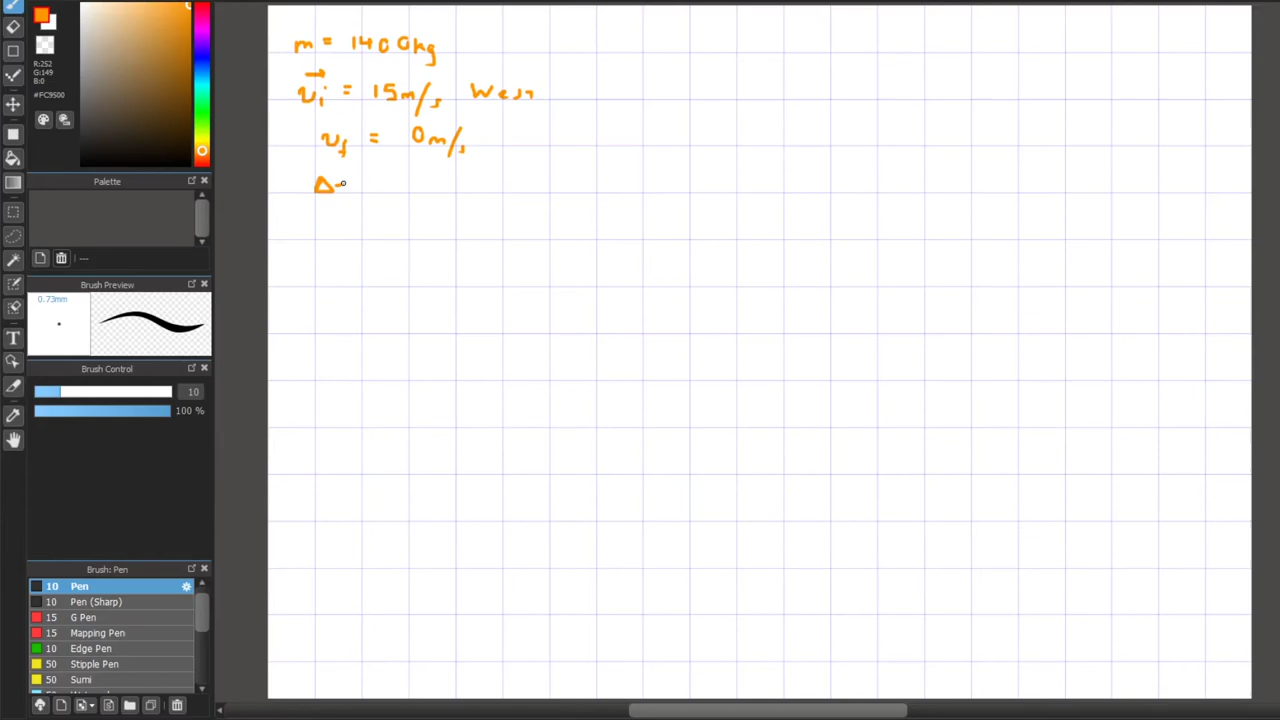 R:252
G:149
B:0
#FC9500
Palette
---
Brush Preview
0.73mm
Brush Control
10
100 %
Brush: Pen
10 Pen
10 Pen (Sharp)
15 G Pen
15 Mapping Pen
10 Edge Pen
50 Stipple Pen
50 Sumi
m = 1400kg
v⃗i = 15m/s West
vf = 0m/s
Δ